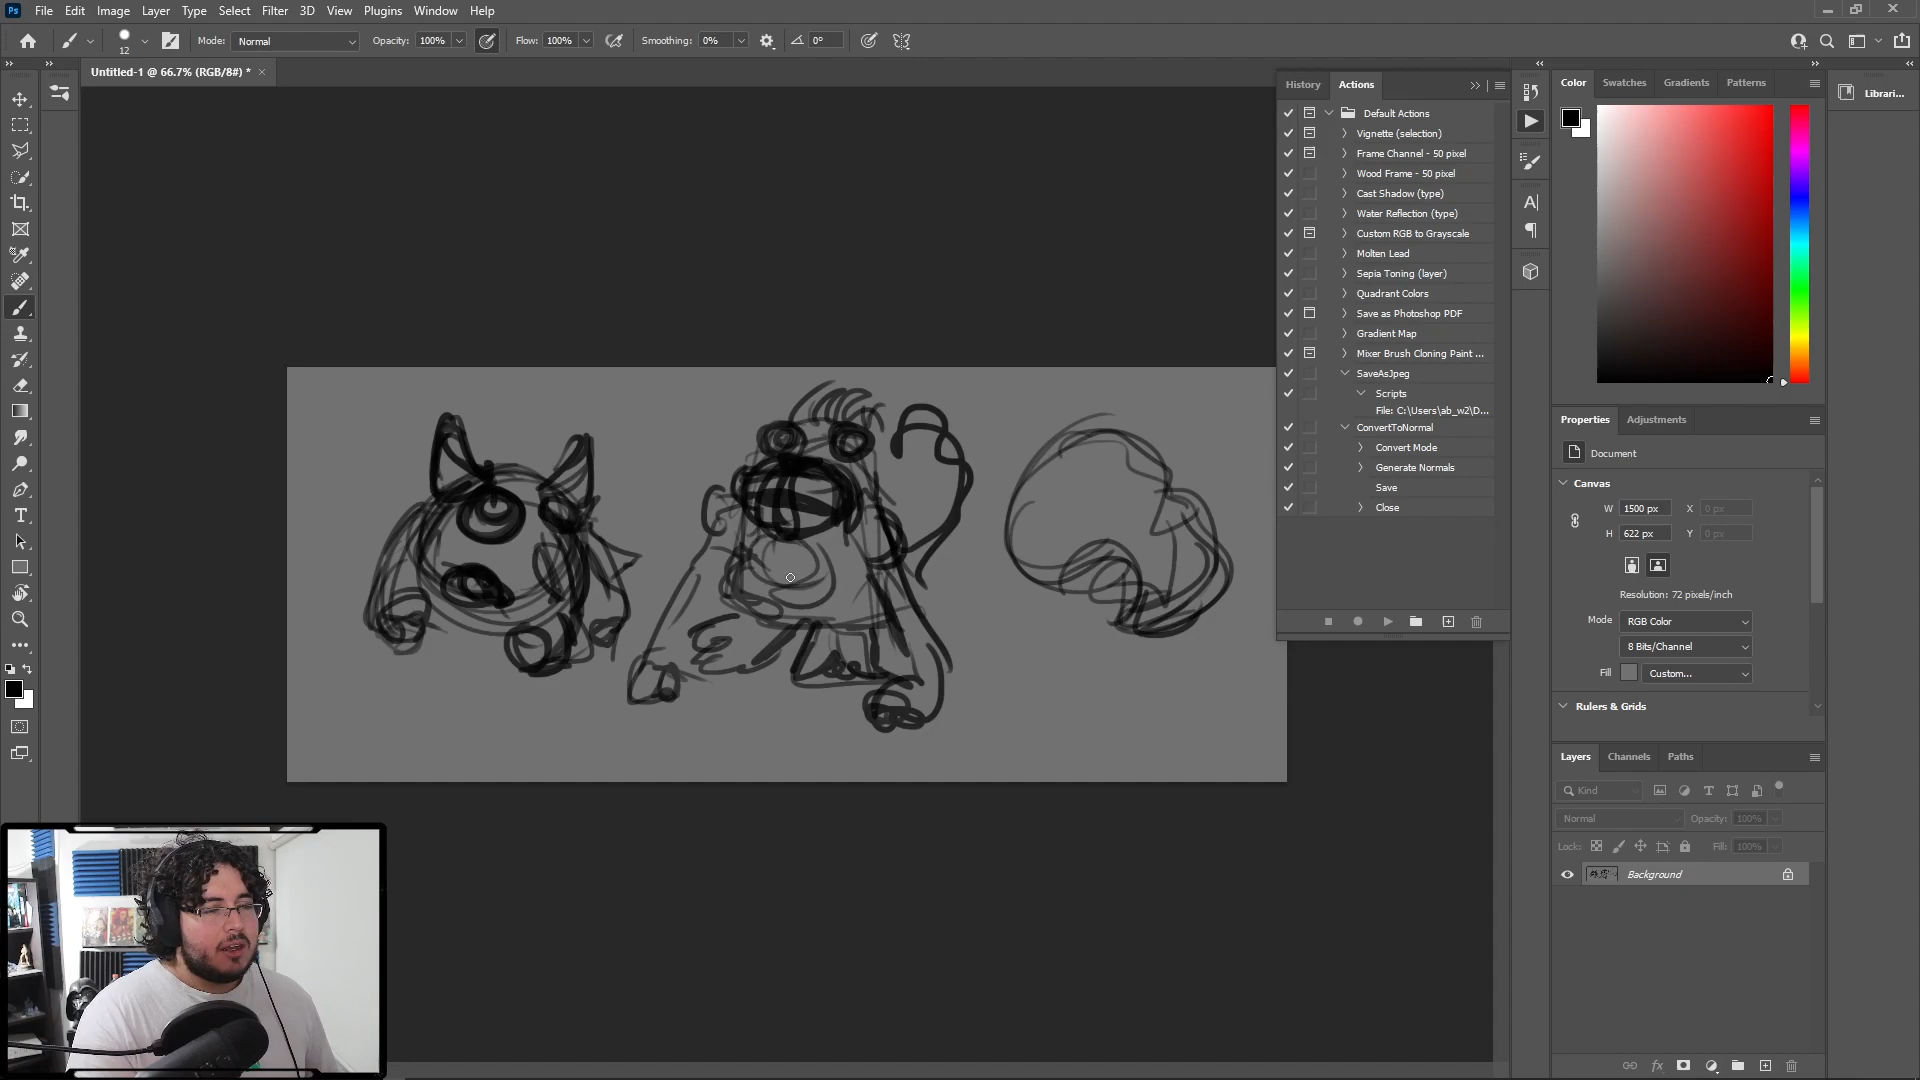 Ps File Edit Image Layer Type Select Filter 3D View Plugins Window Help
12 Mode: Normal Opacity: 100% Flow: 100% Smoothing: 0% 0°
Untitled-1 @ 66.7% (RGB/8#) * ×
History Actions
Default Actions
Vignette (selection)
Frame Channel - 50 pixel
Wood Frame - 50 pixel
Cast Shadow (type)
Water Reflection (type)
Custom RGB to Grayscale
Molten Lead
Sepia Toning (layer)
Quadrant Colors
Save as Photoshop PDF
Gradient Map
Mixer Brush Cloning Paint ...
SaveAsJpeg
Scripts
File: C:\Users\ab_w2\D...
ConvertToNormal
Convert Mode
Generate Normals
Save
Close
Color Swatches Gradients Patterns
Librari...
Properties Adjustments
Document
Canvas
W 1500 px X 0 px
H 622 px Y 0 px
Resolution: 72 pixels/inch
Mode RGB Color
8 Bits/Channel
Fill Custom...
Rulers & Grids
Layers Channels Paths
Kind
Normal Opacity: 100%
Lock: Fill: 100%
Background